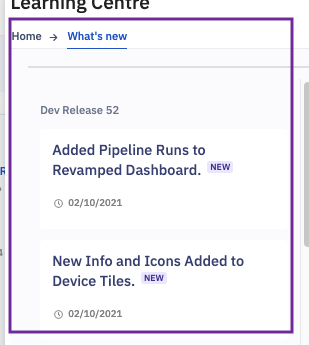 Learning Centre
Home → What's new
Dev Release 52
Added Pipeline Runs to
Revamped Dashboard. NEW
02/10/2021
New Info and Icons Added to
Device Tiles. NEW
02/10/2021